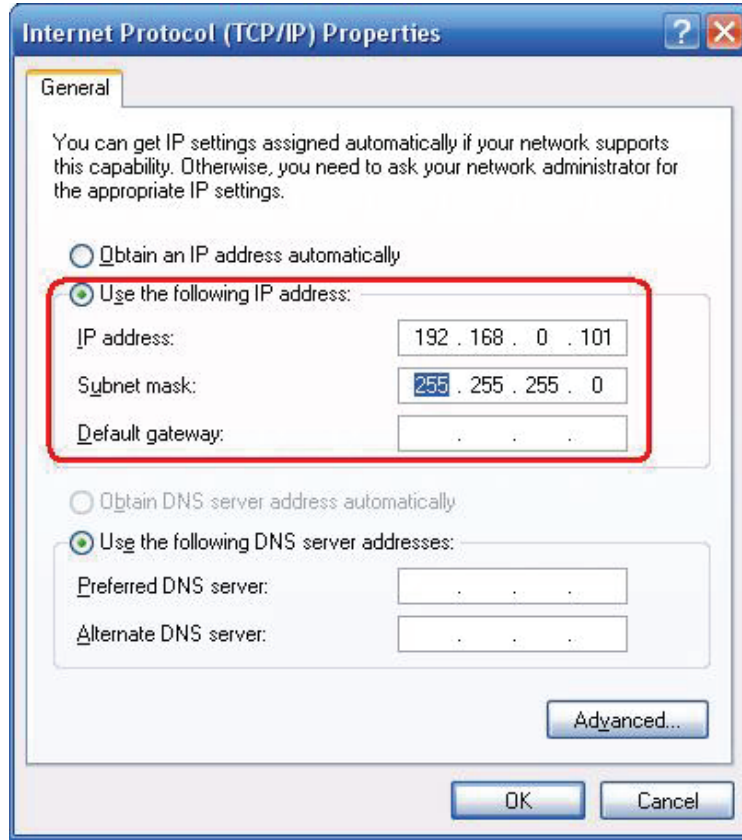 Internet Protocol (TCP/IP) Properties
General
You can get IP settings assigned automatically if your network supports
this capability. Otherwise, you need to ask your network administrator for
the appropriate IP settings.
Obtain an IP address automatically
Use the following IP address:
IP address: 192 . 168 . 0 . 101
Subnet mask: 255 . 255 . 255 . 0
Default gateway: . . .
Obtain DNS server address automatically
Use the following DNS server addresses:
Preferred DNS server: . . .
Alternate DNS server: . . .
Advanced...
OK Cancel